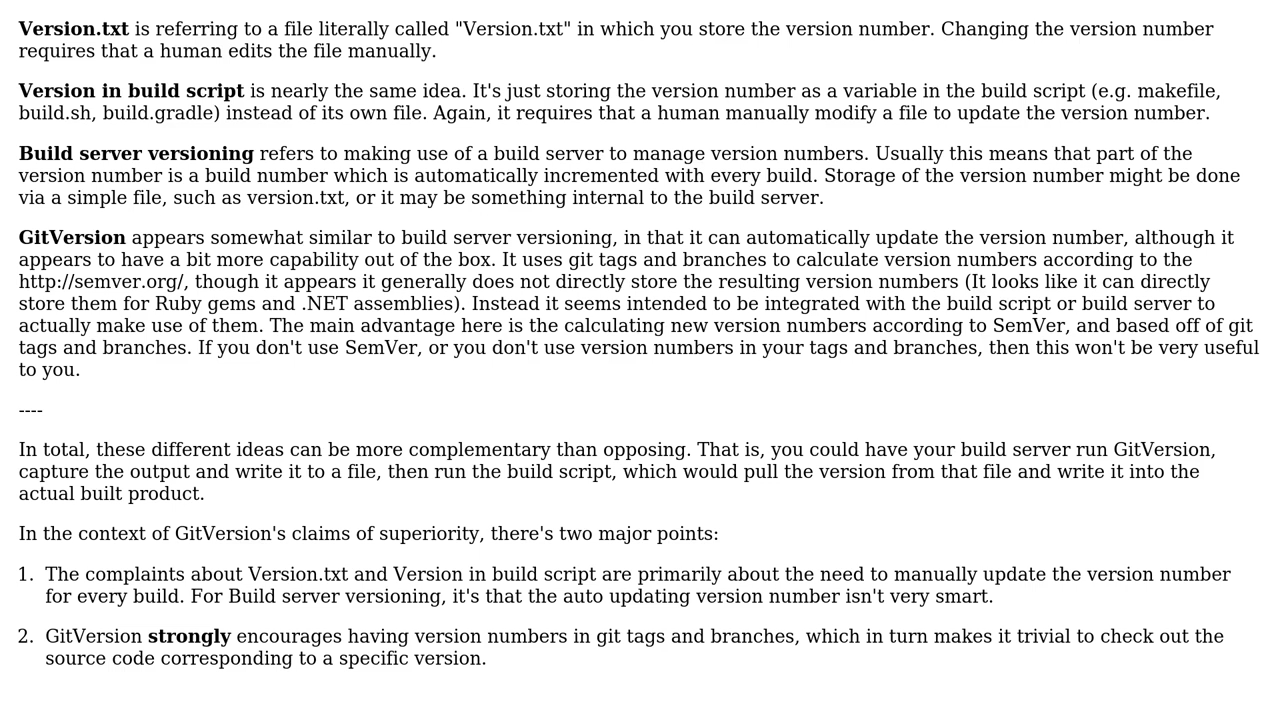 Version.txt is referring to a file literally called "Version.txt" in which you store the version number. Changing the version number
requires that a human edits the file manually.
Version in build script is nearly the same idea. It's just storing the version number as a variable in the build script (e.g. makefile,
build.sh, build.gradle) instead of its own file. Again, it requires that a human manually modify a file to update the version number.
Build server versioning refers to making use of a build server to manage version numbers. Usually this means that part of the
version number is a build number which is automatically incremented with every build. Storage of the version number might be done
via a simple file, such as version.txt, or it may be something internal to the build server.
GitVersion appears somewhat similar to build server versioning, in that it can automatically update the version number, although it
appears to have a bit more capability out of the box. It uses git tags and branches to calculate version numbers according to the
http://semver.org/, though it appears it generally does not directly store the resulting version numbers (It looks like it can directly
store them for Ruby gems and .NET assemblies). Instead it seems intended to be integrated with the build script or build server to
actually make use of them. The main advantage here is the calculating new version numbers according to SemVer, and based off of git
tags and branches. If you don't use SemVer, or you don't use version numbers in your tags and branches, then this won't be very useful
to you.
----
In total, these different ideas can be more complementary than opposing. That is, you could have your build server run GitVersion,
capture the output and write it to a file, then run the build script, which would pull the version from that file and write it into the
actual built product.
In the context of GitVersion's claims of superiority, there's two major points:
1. The complaints about Version.txt and Version in build script are primarily about the need to manually update the version number
for every build. For Build server versioning, it's that the auto updating version number isn't very smart.
2. GitVersion strongly encourages having version numbers in git tags and branches, which in turn makes it trivial to check out the
source code corresponding to a specific version.